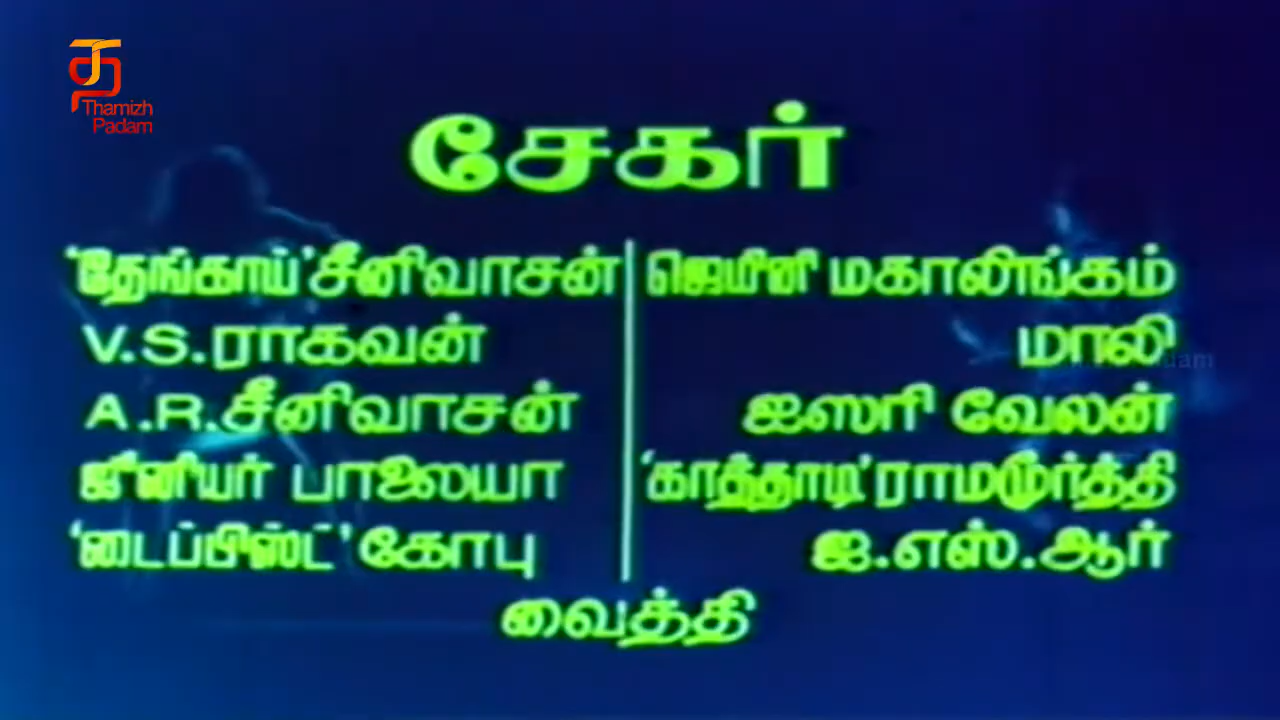 த
Thamizh
Padam
சேகர்
'தேங்காய்' சீனிவாசன்
ஜெமினி மகாலிங்கம்
V.S.ராகவன்
மாலி
A.R.சீனிவாசன்
ஐஸரி வேலன்
ஜூனியர் பாலையா
'காத்தாடி' ராமமூர்த்தி
'டைப்பிஸ்ட்' கோபு
ஐ.எஸ்.ஆர்
வைத்தி